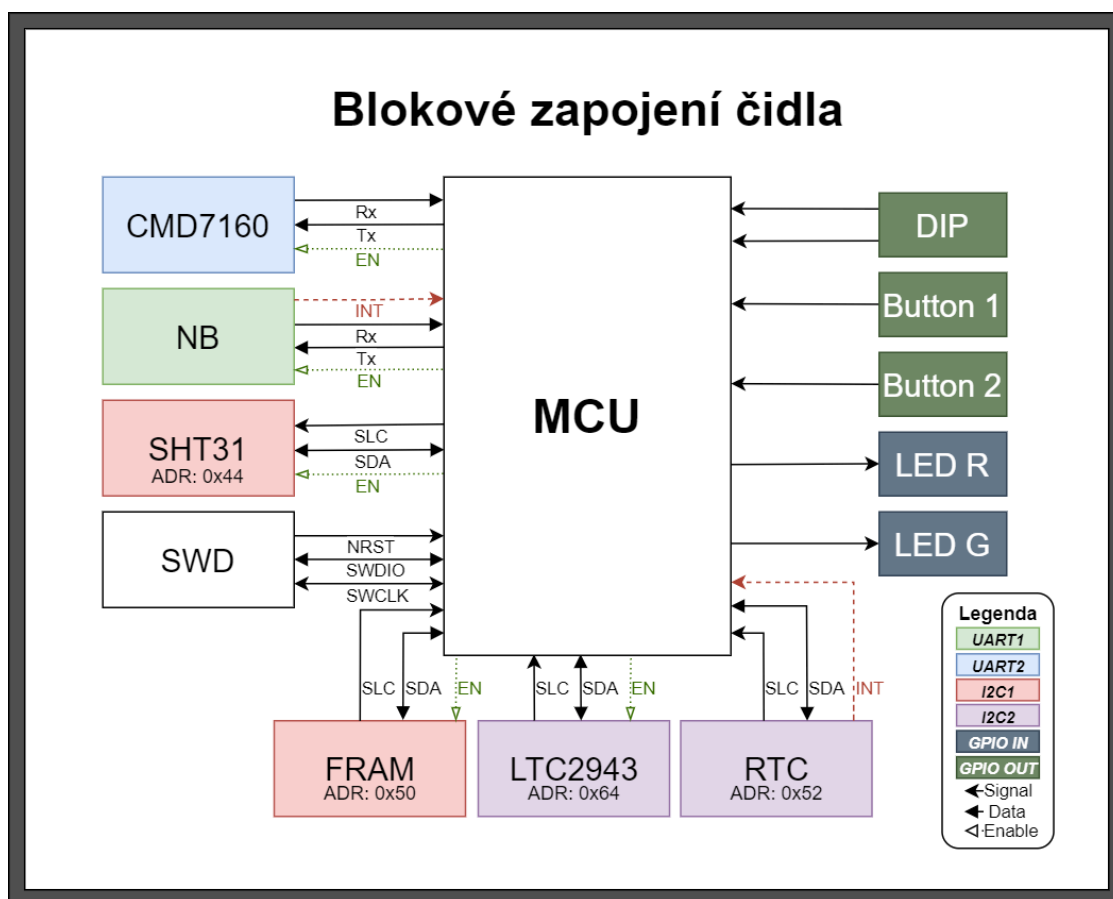 Blokové zapojení čidla
CMD7160
Rx
Tx
EN
NB
INT
Rx
Tx
EN
SHT31
ADR: 0x44
SLC
SDA
EN
SWD
NRST
SWDIO
SWCLK
MCU
DIP
Button 1
Button 2
LED R
LED G
SLC
SDA
EN
SLC
SDA
EN
SLC
SDA
INT
FRAM
ADR: 0x50
LTC2943
ADR: 0x64
RTC
ADR: 0x52
Legenda
UART1
UART2
I2C1
I2C2
GPIO IN
GPIO OUT
Signal
Data
Enable